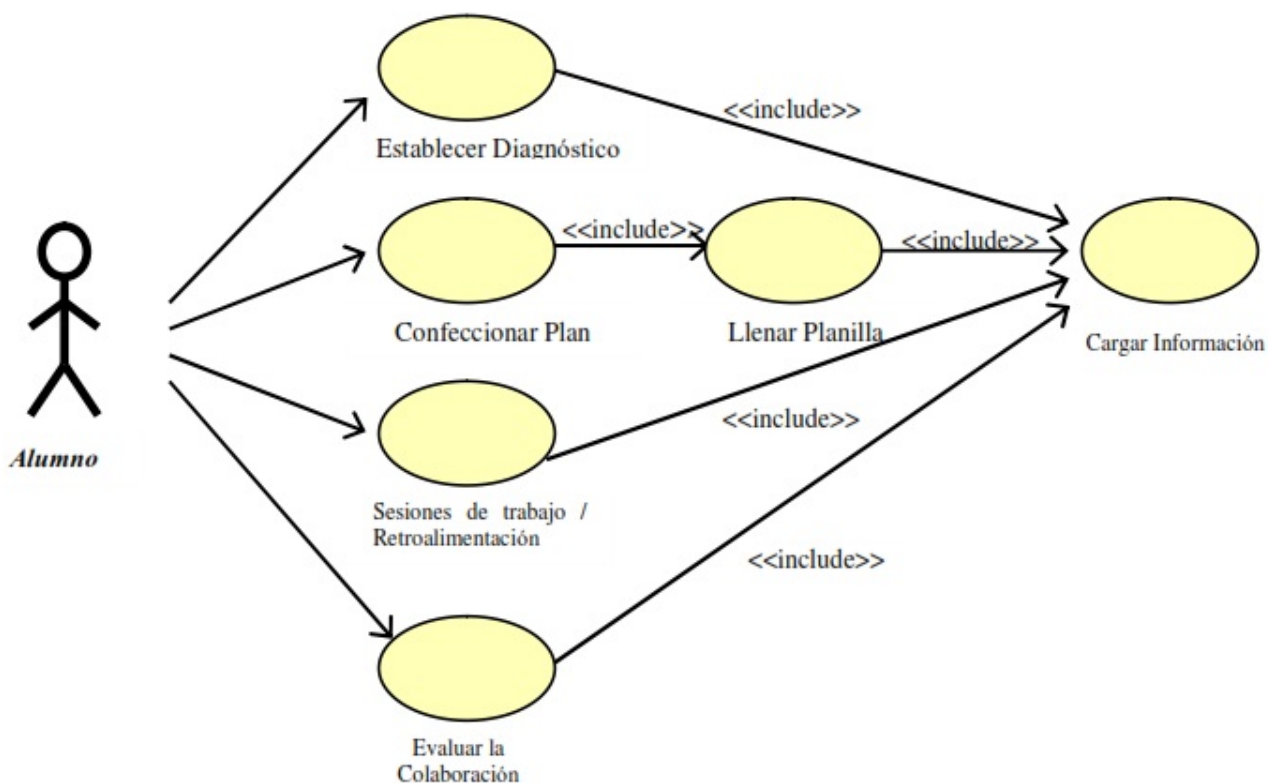 <<include>>
Establecer Diagnóstico
<<include>>
<<include>>
Confeccionar Plan
Llenar Planilla
Cargar Información
<<include>>
Alumno
Sesiones de trabajo /
Retroalimentación
<<include>>
Evaluar la
Colaboración